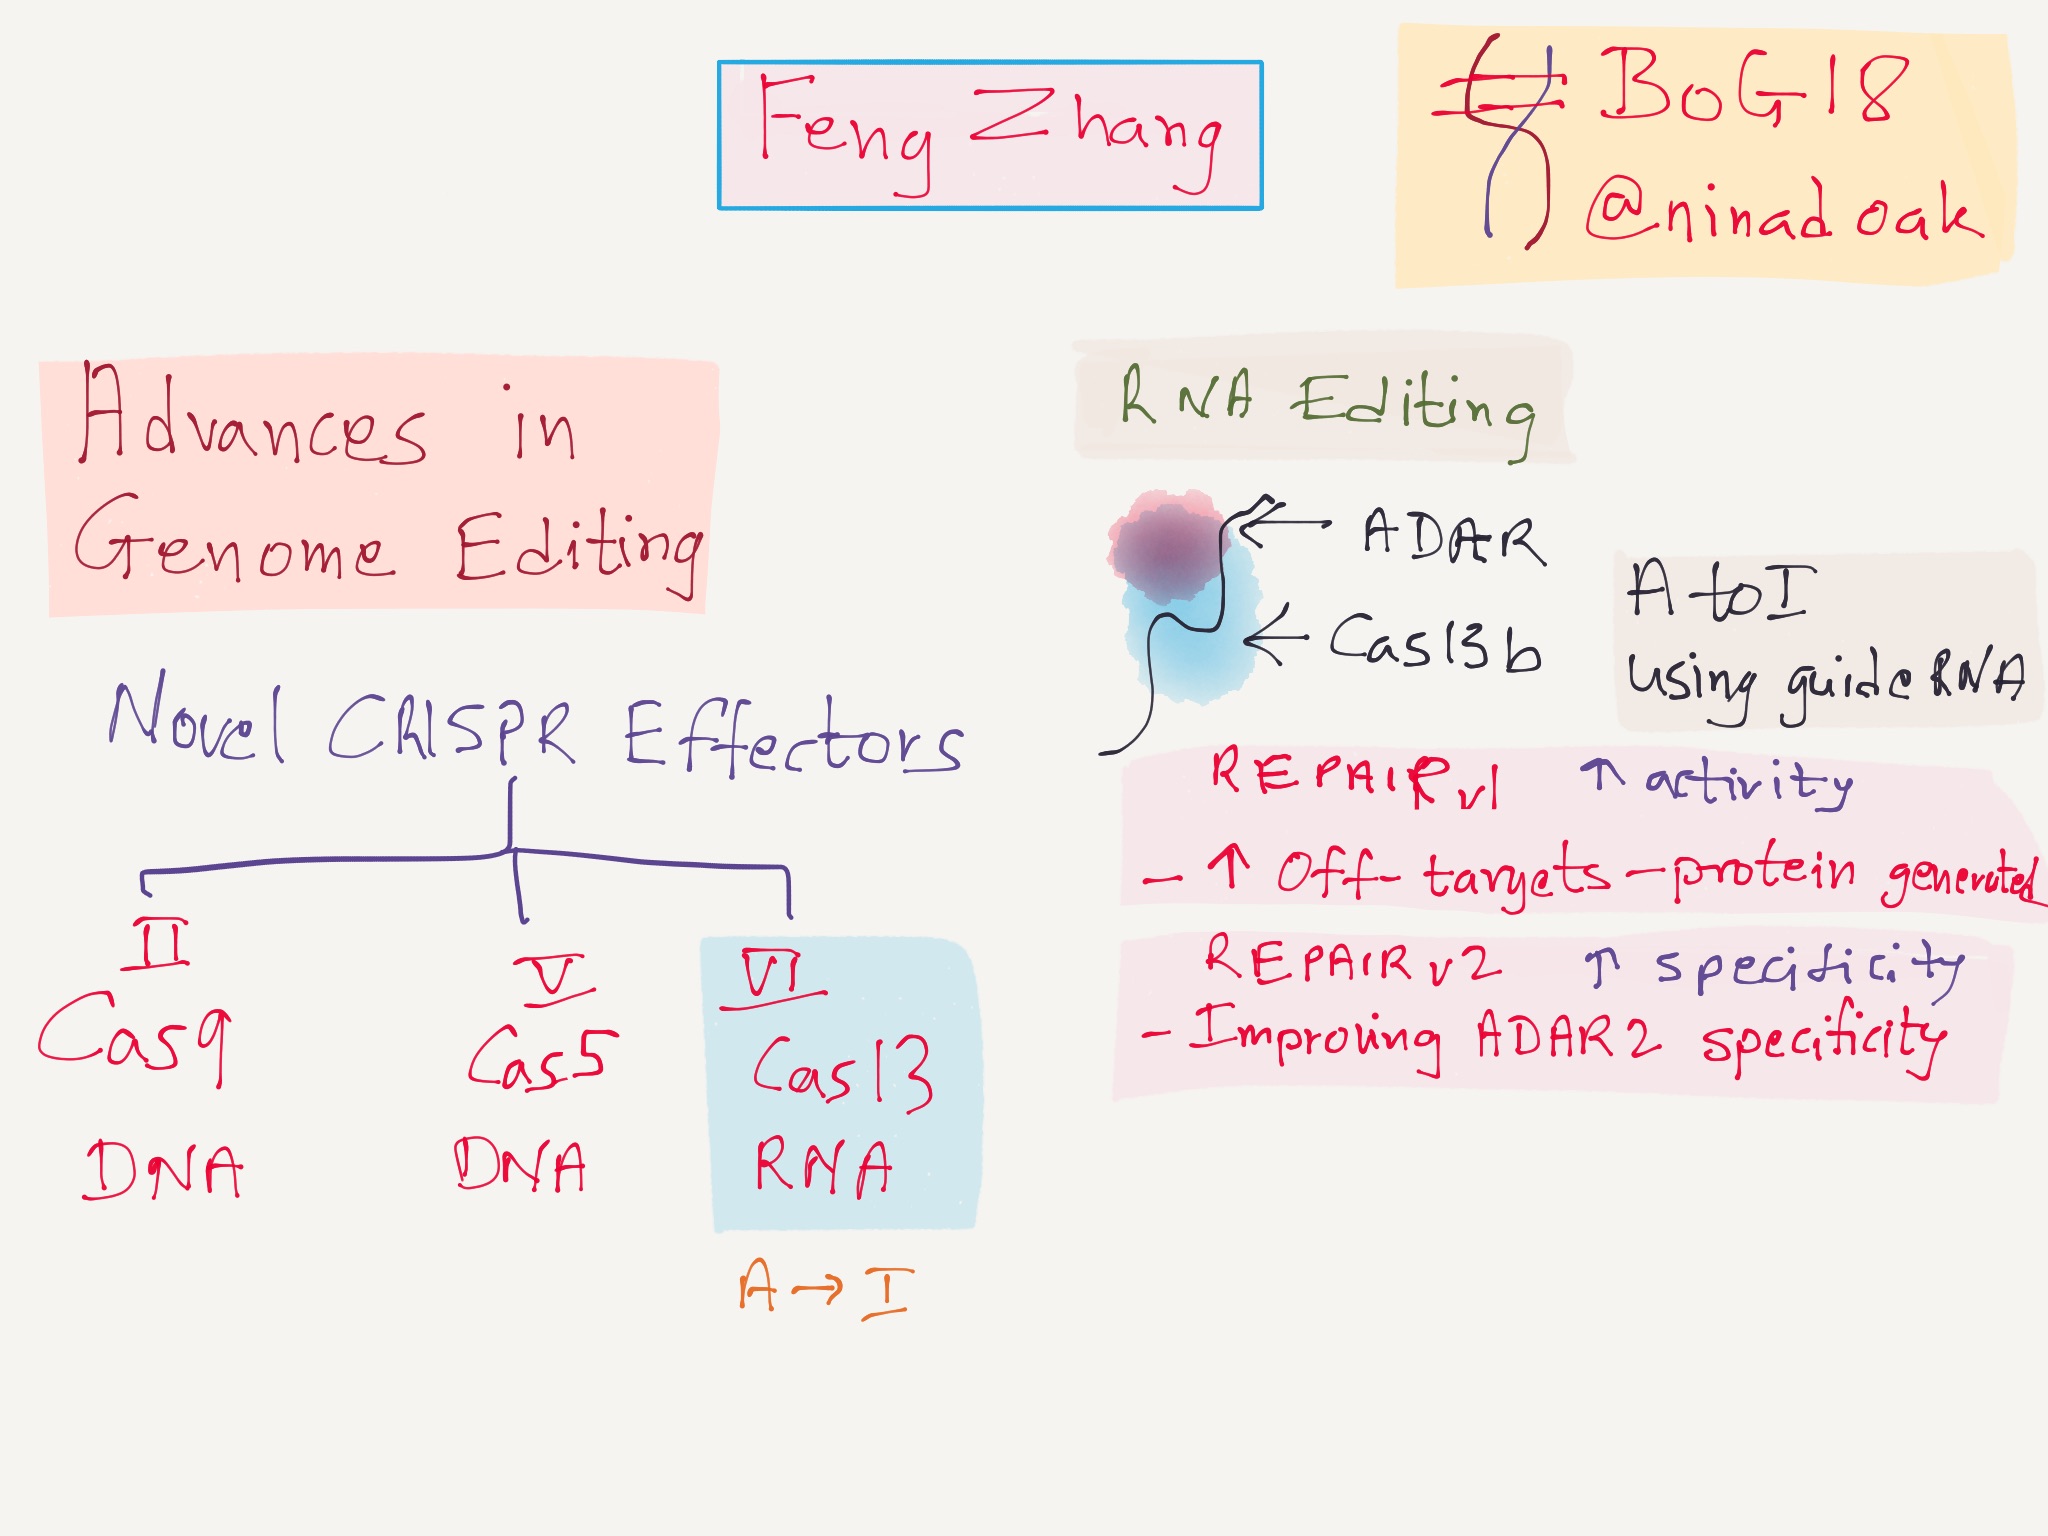 Feng Zhang
#BoG18
@ninadoak
Advances in
Genome Editing
Novel CRISPR Effectors
II
Cas9
DNA
V
Cas5
DNA
VI
Cas13
RNA
A → I
RNA Editing
← ADAR
← Cas13b
A to I
using guide RNA
REPAIRv1 ↑ activity
- ↑ Off-targets - protein generated
REPAIRv2 ↑ specificity
- Improving ADAR2 specificity